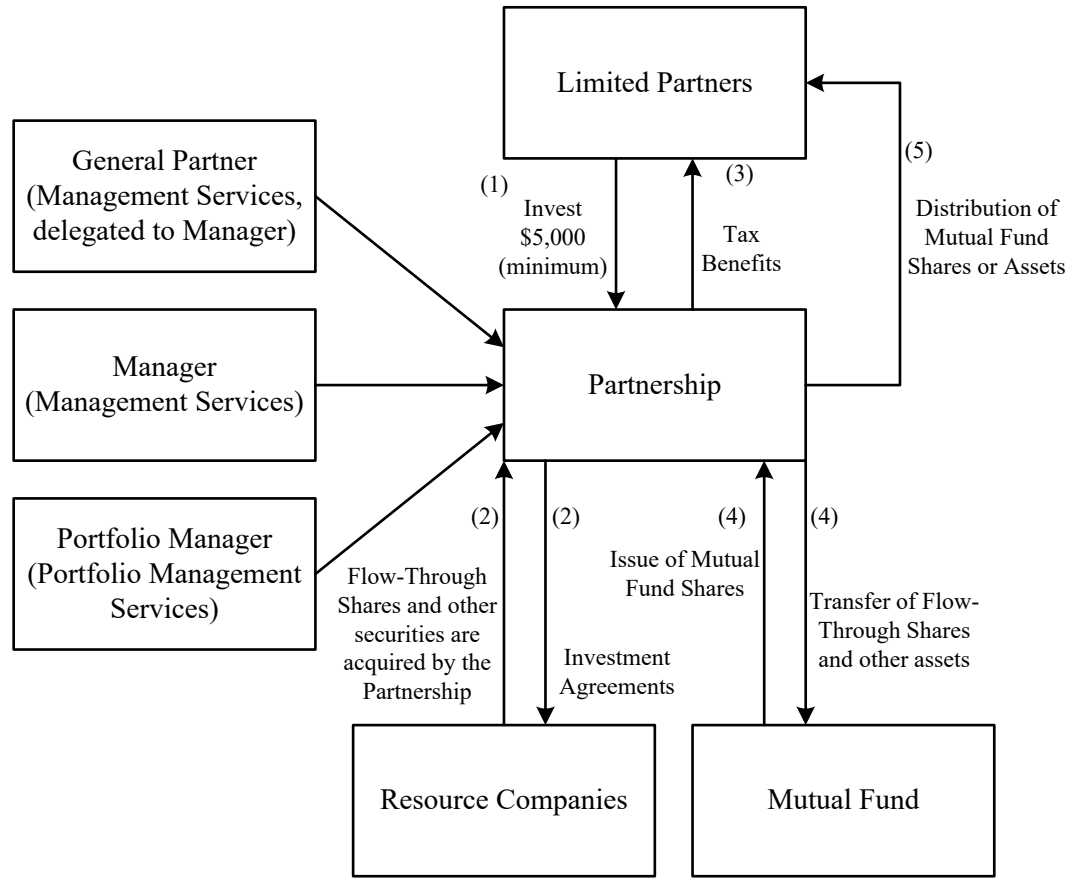 Limited Partners
General Partner
(Management Services,
delegated to Manager)
(1)
Invest
$5,000
(minimum)
(3)
Tax
Benefits
(5)
Distribution of
Mutual Fund
Shares or Assets
Manager
(Management Services)
Partnership
Portfolio Manager
(Portfolio Management
Services)
(2)
Flow-Through
Shares and other
securities are
acquired by the
Partnership
(2)
Investment
Agreements
(4)
Issue of Mutual
Fund Shares
(4)
Transfer of Flow-
Through Shares
and other assets
Resource Companies
Mutual Fund